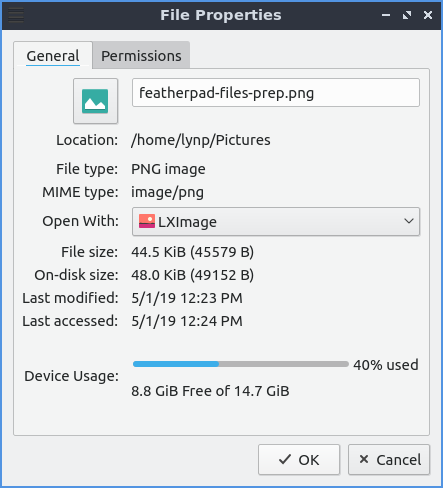 File Properties
General
Permissions
featherpad-files-prep.png
Location: /home/lynp/Pictures
File type: PNG image
MIME type: image/png
Open With: LXImage
File size: 44.5 KiB (45579 B)
On-disk size: 48.0 KiB (49152 B)
Last modified: 5/1/19 12:23 PM
Last accessed: 5/1/19 12:24 PM
Device Usage: 40% used
8.8 GiB Free of 14.7 GiB
OK
Cancel